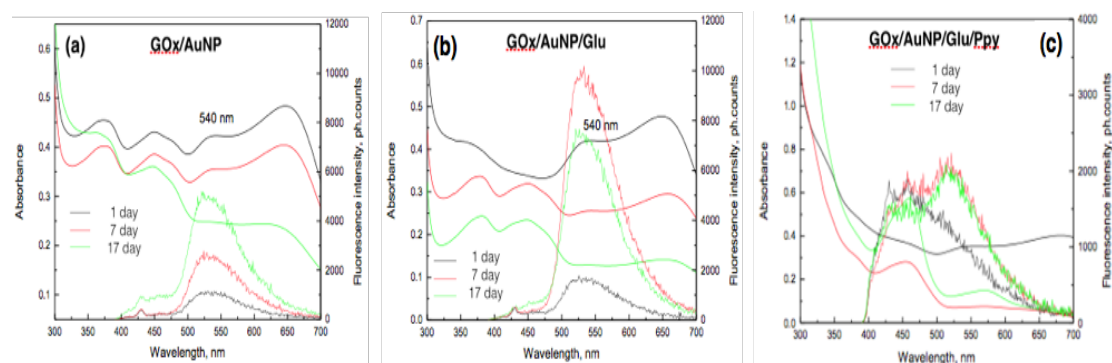 (a)
GOx/AuNP
540 nm
1 day
7 day
17 day
Absorbance
0.6
0.5
0.4
0.3
0.2
0.1
300 350 400 450 500 550 600 650 700
Wavelength, nm
12000
10000
8000
6000
4000
2000
0
Fluorescence intensity, ph.counts
(b)
GOx/AuNP/Glu
540 nm
1 day
7 day
17 day
Absorbance
0.7
0.6
0.5
0.4
0.3
0.2
0.1
0.0
300 350 400 450 500 550 600 650 700
Wavelength, nm
12000
10000
8000
6000
4000
2000
0
Fluorescence intensity, ph.counts
(c)
GOx/AuNP/Glu/Ppy
1 day
7 day
17 day
Absorbance
1.4
1.2
1.0
0.8
0.6
0.4
0.2
0.0
300 400 450 500 550 600 650 700
Wavelength, nm
4000
3000
2000
1000
0
Fluorescence intensity, ph.counts